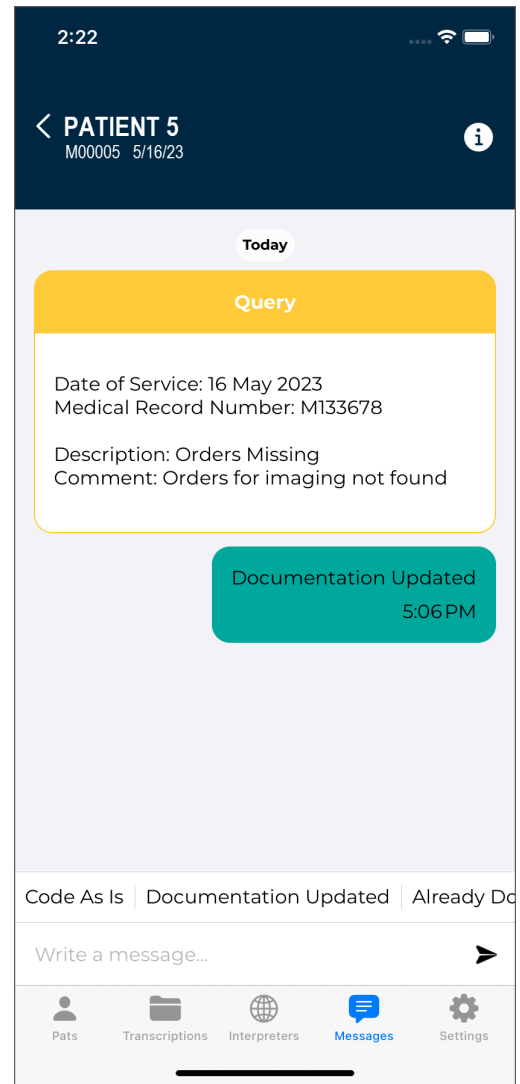 2:22
PATIENT 5
M00005 5/16/23
Today
Query
Date of Service: 16 May 2023
Medical Record Number: M133678
Description: Orders Missing
Comment: Orders for imaging not found
Documentation Updated
5:06 PM
Code As Is Documentation Updated Already Do
Write a message...
Pats Transcriptions Interpreters Messages Settings